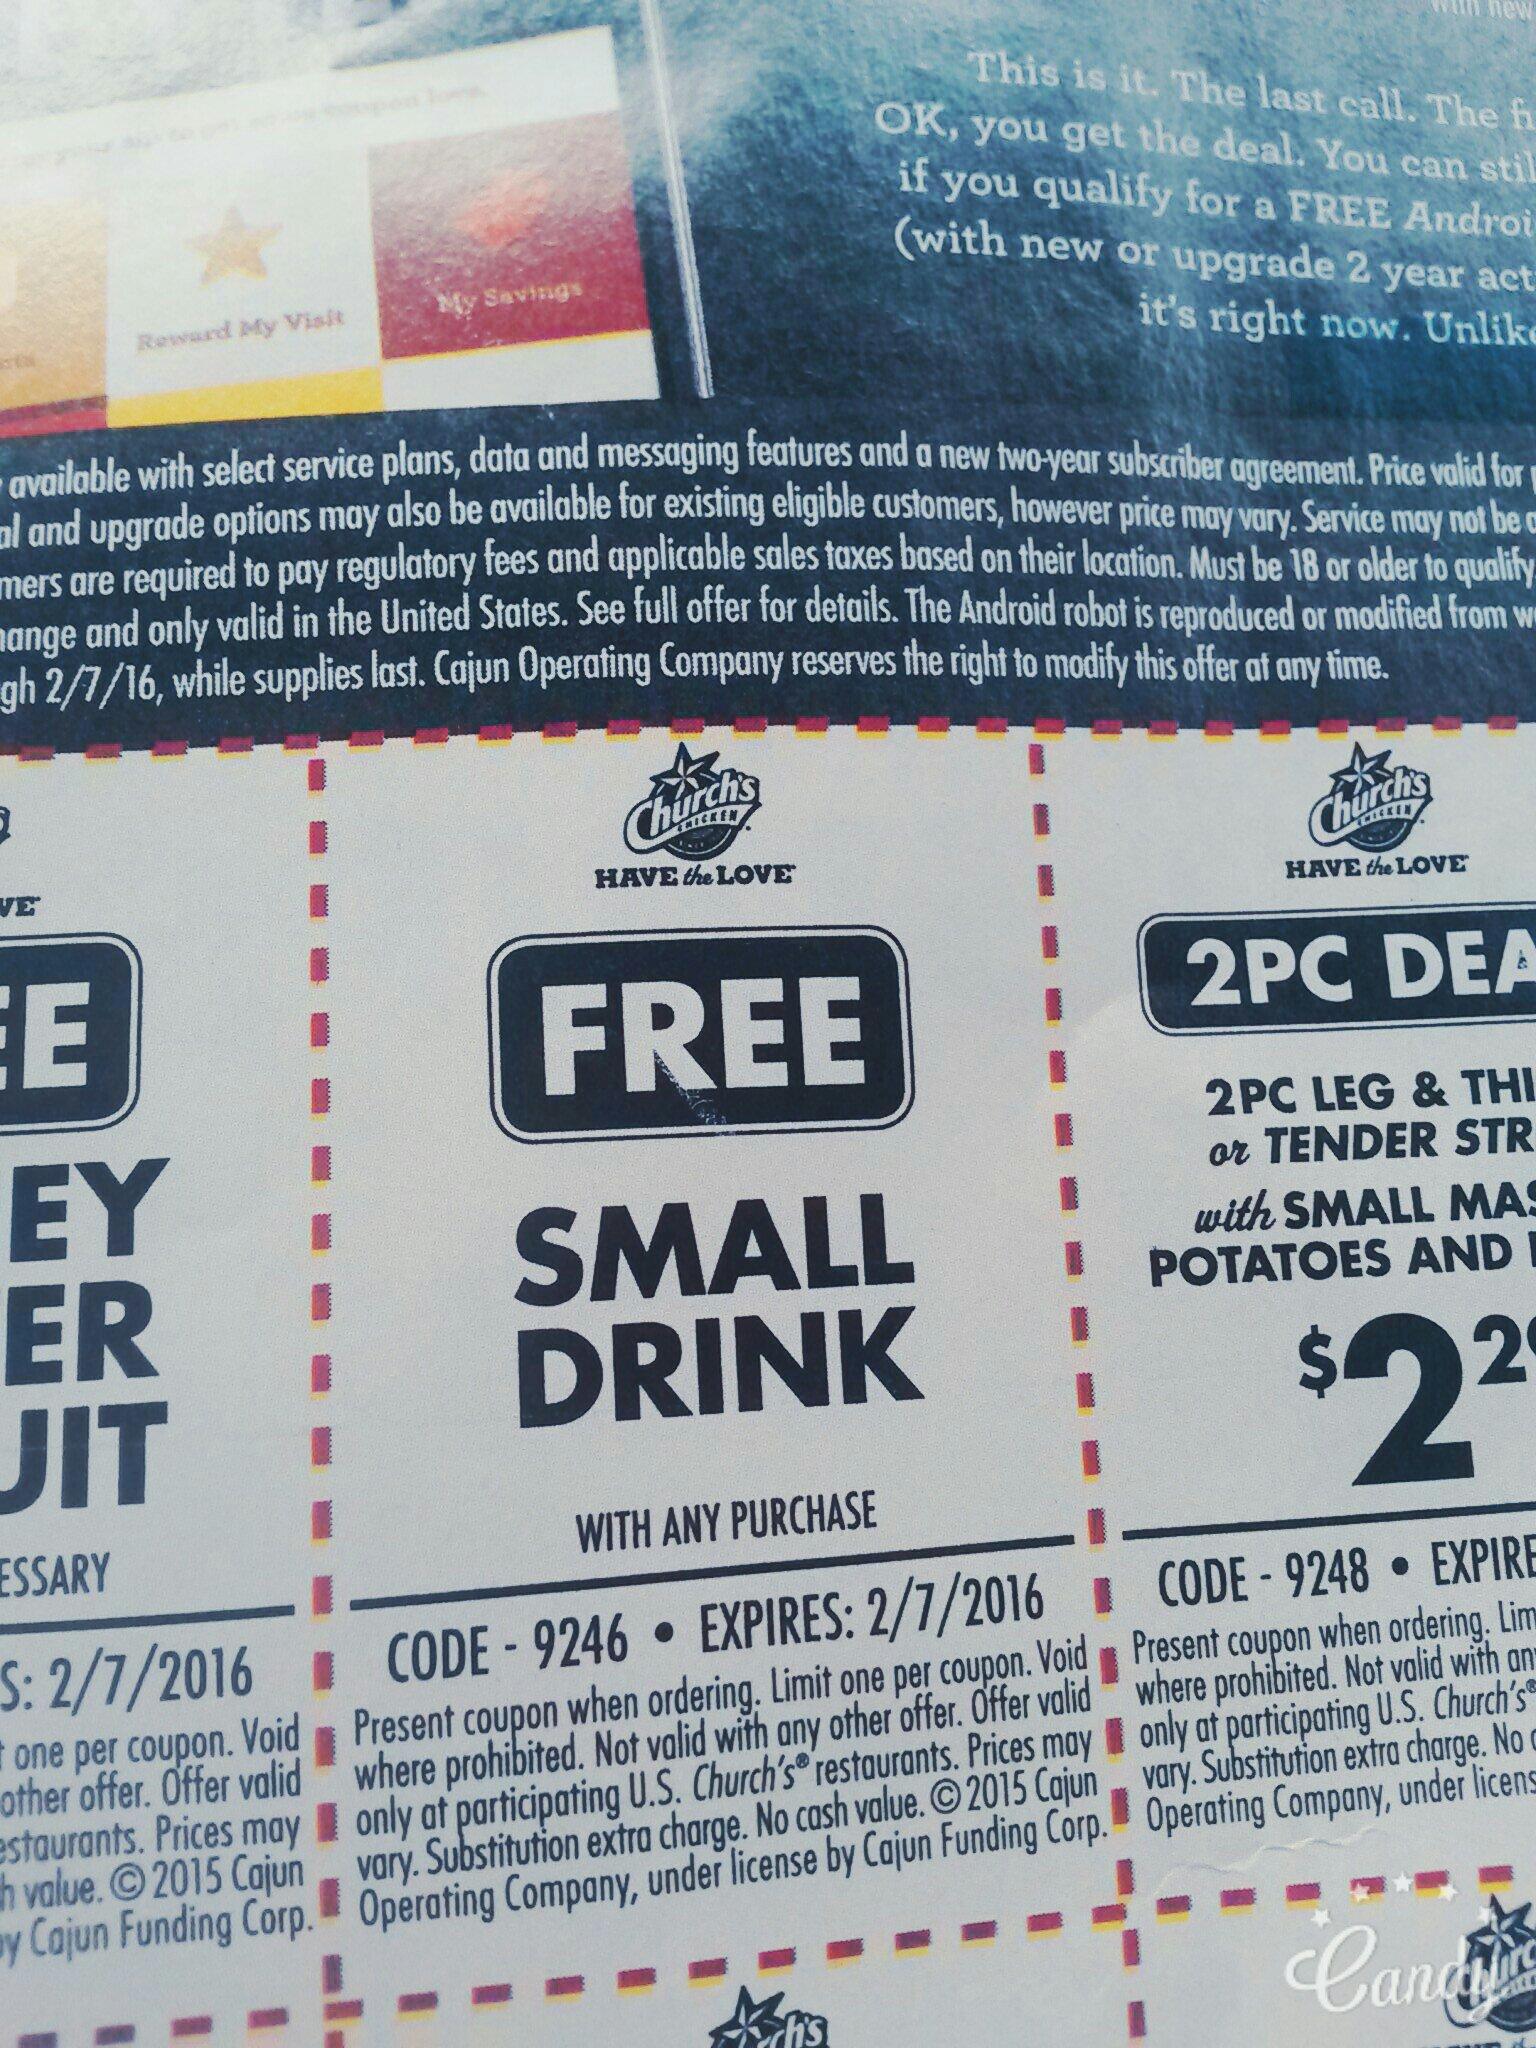 with new
This is it. The last call. The
OK, you get the deal. You can
if you qualify for a FREE
(with new or upgrade 2 year
it's right now.
Reward My Visit
My Savings
available with select service plans, data and messaging features and a new two-year subscriber agreement. Price valid for
and upgrade options may also be available for existing eligible customers, however price may vary. Service may not be
are required to pay regulatory fees and applicable sales taxes based on their location. Must be 18 or older to qualify.
and only valid in the United States. See full offer for details. The Android robot is reproduced or modified from
2/7/16, while supplies last. Cajun Operating Company reserves the right to modify this offer at any time.
EE
EY
ER
UIT
ESSARY
S: 2/7/2016
one per coupon. Void
other offer. Offer valid
Prices may
value. © 2015 Cajun
by Cajun Funding Corp.
Church's
CHICKEN
HAVE the LOVE™
FREE
SMALL
DRINK
WITH ANY PURCHASE
CODE - 9246 • EXPIRES: 2/7/2016
Present coupon when ordering. Limit one per coupon. Void
where prohibited. Not valid with any other offer. Offer valid
only at participating U.S. Church's® restaurants. Prices may
vary. Substitution extra charge. No cash value. © 2015 Cajun
Operating Company, under license by Cajun Funding Corp.
Church's
CHICKEN
HAVE the LOVE™
2PC DEA
2PC LEG & THI
or TENDER STR
with SMALL MAS
POTATOES AND
$2 29
CODE - 9248 • EXPIRE
Present coupon when ordering. Lim
where prohibited. Not valid with an
only at participating U.S. Church's®
vary. Substitution extra charge. No
Operating Company, under licens
Candy